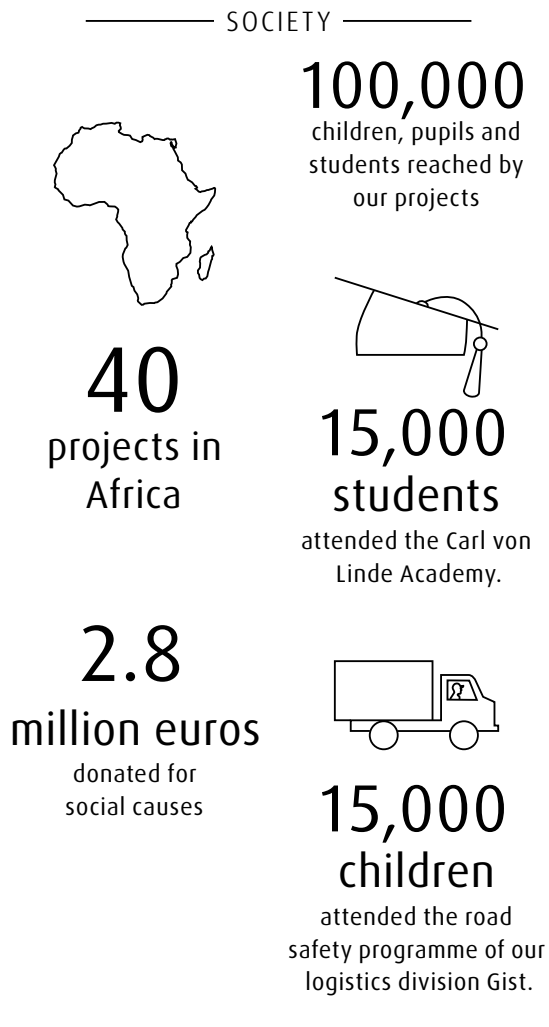 SOCIETY
100,000
children, pupils and
students reached by
our projects
40
projects in
Africa
15,000
students
attended the Carl von
Linde Academy.
2.8
million euros
donated for
social causes
15,000
children
attended the road
safety programme of our
logistics division Gist.